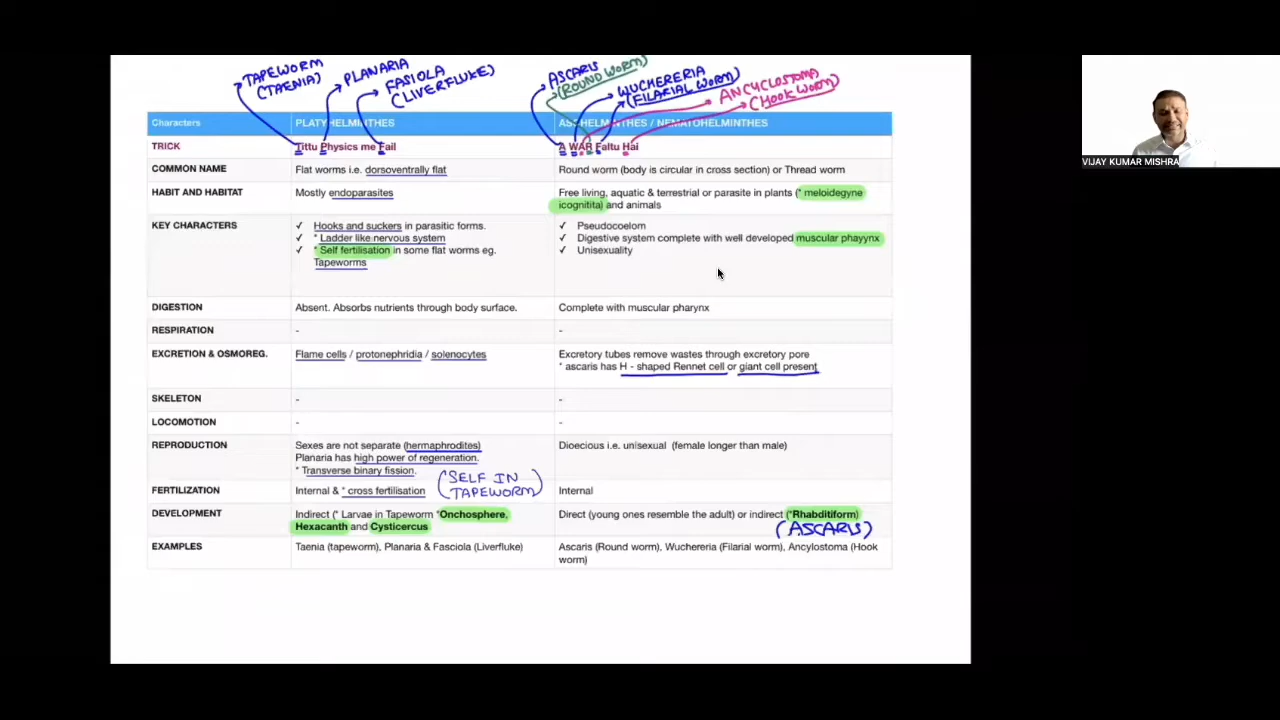 TAPEWORM
(TAENIA)
PLANARIA
FASIOLA
(LIVERFLUKE)
ASCARIS
(ROUND WORM)
WUCHERERIA
(FILARIAL WORM)
ANCYCLOSTOMA
(HOOK WORM)
VIJAY KUMAR MISHRA
Characters
PLATYHELMINTHES
ASCHELMINTHES / NEMATOHELMINTHES
TRICK
Tittu Physics me Fail
A WAR Faltu Hai
COMMON NAME
Flat worms i.e. dorsoventrally flat
Round worm (body is circular in cross section) or Thread worm
HABIT AND HABITAT
Mostly endoparasites
Free living, aquatic & terrestrial or parasite in plants (* meloidegyne
icognitita) and animals
KEY CHARACTERS
✓ Hooks and suckers in parasitic forms.
✓ * Ladder like nervous system
✓ * Self fertilisation in some flat worms eg.
Tapeworms
✓ Pseudocoelom
✓ Digestive system complete with well developed muscular phayynx
✓ Unisexuality
DIGESTION
Absent. Absorbs nutrients through body surface.
Complete with muscular pharynx
RESPIRATION
-
-
EXCRETION & OSMOREG.
Flame cells / protonephridia / solenocytes
Excretory tubes remove wastes through excretory pore
* ascaris has H - shaped Rennet cell or giant cell present
SKELETON
-
-
LOCOMOTION
-
-
REPRODUCTION
Sexes are not separate (hermaphrodites)
Planaria has high power of regeneration.
* Transverse binary fission.
Dioecious i.e. unisexual (female longer than male)
FERTILIZATION
Internal & * cross fertilisation
(SELF IN
TAPEWORM)
Internal
DEVELOPMENT
Indirect (* Larvae in Tapeworm *Onchosphere,
Hexacanth and Cysticercus
Direct (young ones resemble the adult) or indirect (*Rhabditiform)
(ASCARIS)
EXAMPLES
Taenia (tapeworm), Planaria & Fasciola (Liverfluke)
Ascaris (Round worm), Wuchereria (Filarial worm), Ancylostoma (Hook
worm)